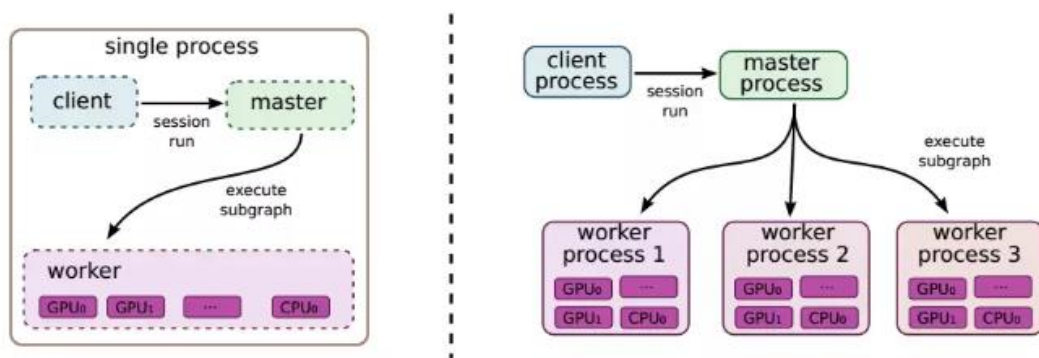 single process
client
master
session
run
execute
subgraph
worker
GPU₀
GPU₁
...
CPU₀
client
process
master
process
session
run
execute
subgraph
worker
process 1
GPU₀
...
GPU₁
CPU₀
worker
process 2
GPU₀
...
GPU₁
CPU₀
worker
process 3
GPU₀
...
GPU₁
CPU₀